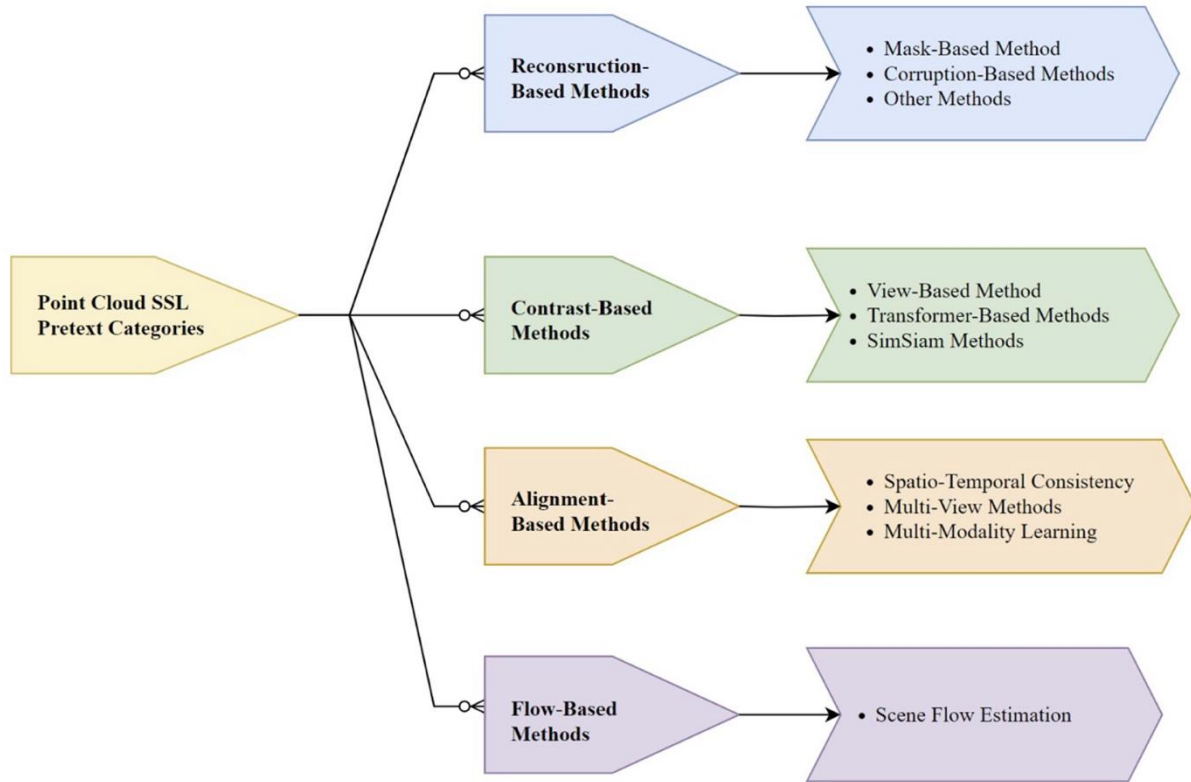 Reconsruction-
Based Methods
• Mask-Based Method
• Corruption-Based Methods
• Other Methods
Point Cloud SSL
Pretext Categories
Contrast-Based
Methods
• View-Based Method
• Transformer-Based Methods
• SimSiam Methods
Alignment-
Based Methods
• Spatio-Temporal Consistency
• Multi-View Methods
• Multi-Modality Learning
Flow-Based
Methods
• Scene Flow Estimation